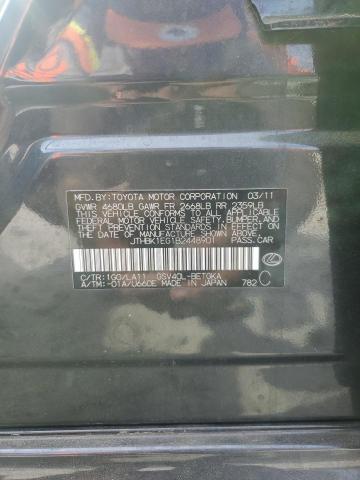 MFD.BY:TOYOTA MOTOR CORPORATION 03/11
GVWR 4680LB GAWR FR 2668LB RR 2359LB
THIS VEHICLE CONFORMS TO ALL APPLICABLE
FEDERAL MOTOR VEHICLE SAFETY, BUMPER, AND
THEFT PREVENTION STANDARDS IN EFFECT ON
THE DATE OF MANUFACTURE SHOWN ABOVE.
JTHBK1EG1B2448901 PASS.CAR
C/TR:1G0/LA11 GSV40L-BETGKA
A/TM:-01A/U660E MADE IN JAPAN 782 C